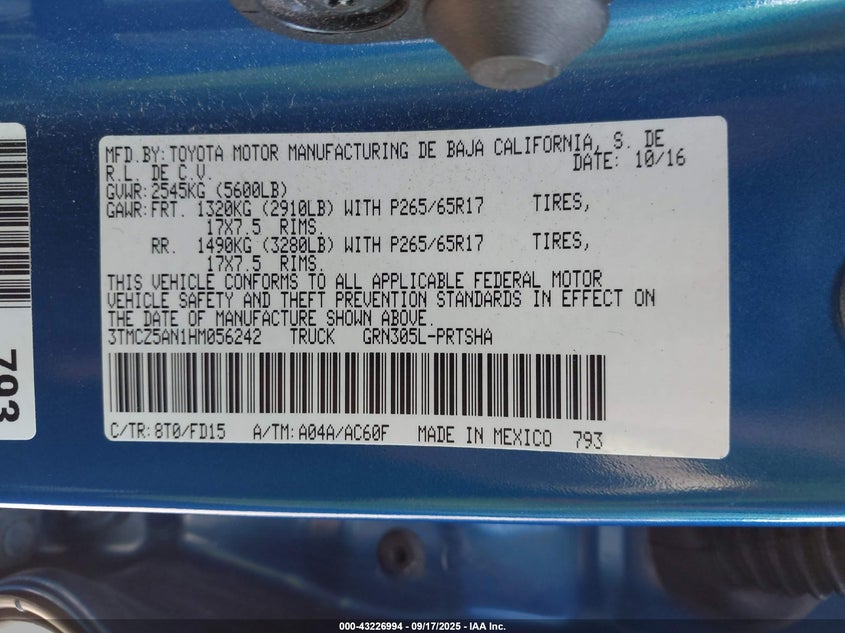 MFD.BY:TOYOTA MOTOR MANUFACTURING DE BAJA CALIFORNIA, S. DE
R.L. DE C.V. DATE: 10/16
GVWR:2545KG (5600LB)
GAWR:FRT. 1320KG (2910LB) WITH P265/65R17 TIRES,
17X7.5 RIMS.
RR. 1490KG (3280LB) WITH P265/65R17 TIRES,
17X7.5 RIMS.
THIS VEHICLE CONFORMS TO ALL APPLICABLE FEDERAL MOTOR
VEHICLE SAFETY AND THEFT PREVENTION STANDARDS IN EFFECT ON
THE DATE OF MANUFACTURE SHOWN ABOVE.
3TMCZ5AN1HM056242 TRUCK GRN305L-PRTSHA
C/TR:8T0/FD15 A/TM:A04A/AC60F MADE IN MEXICO 793
793
000-43226994 - 09/17/2025 - IAA Inc.